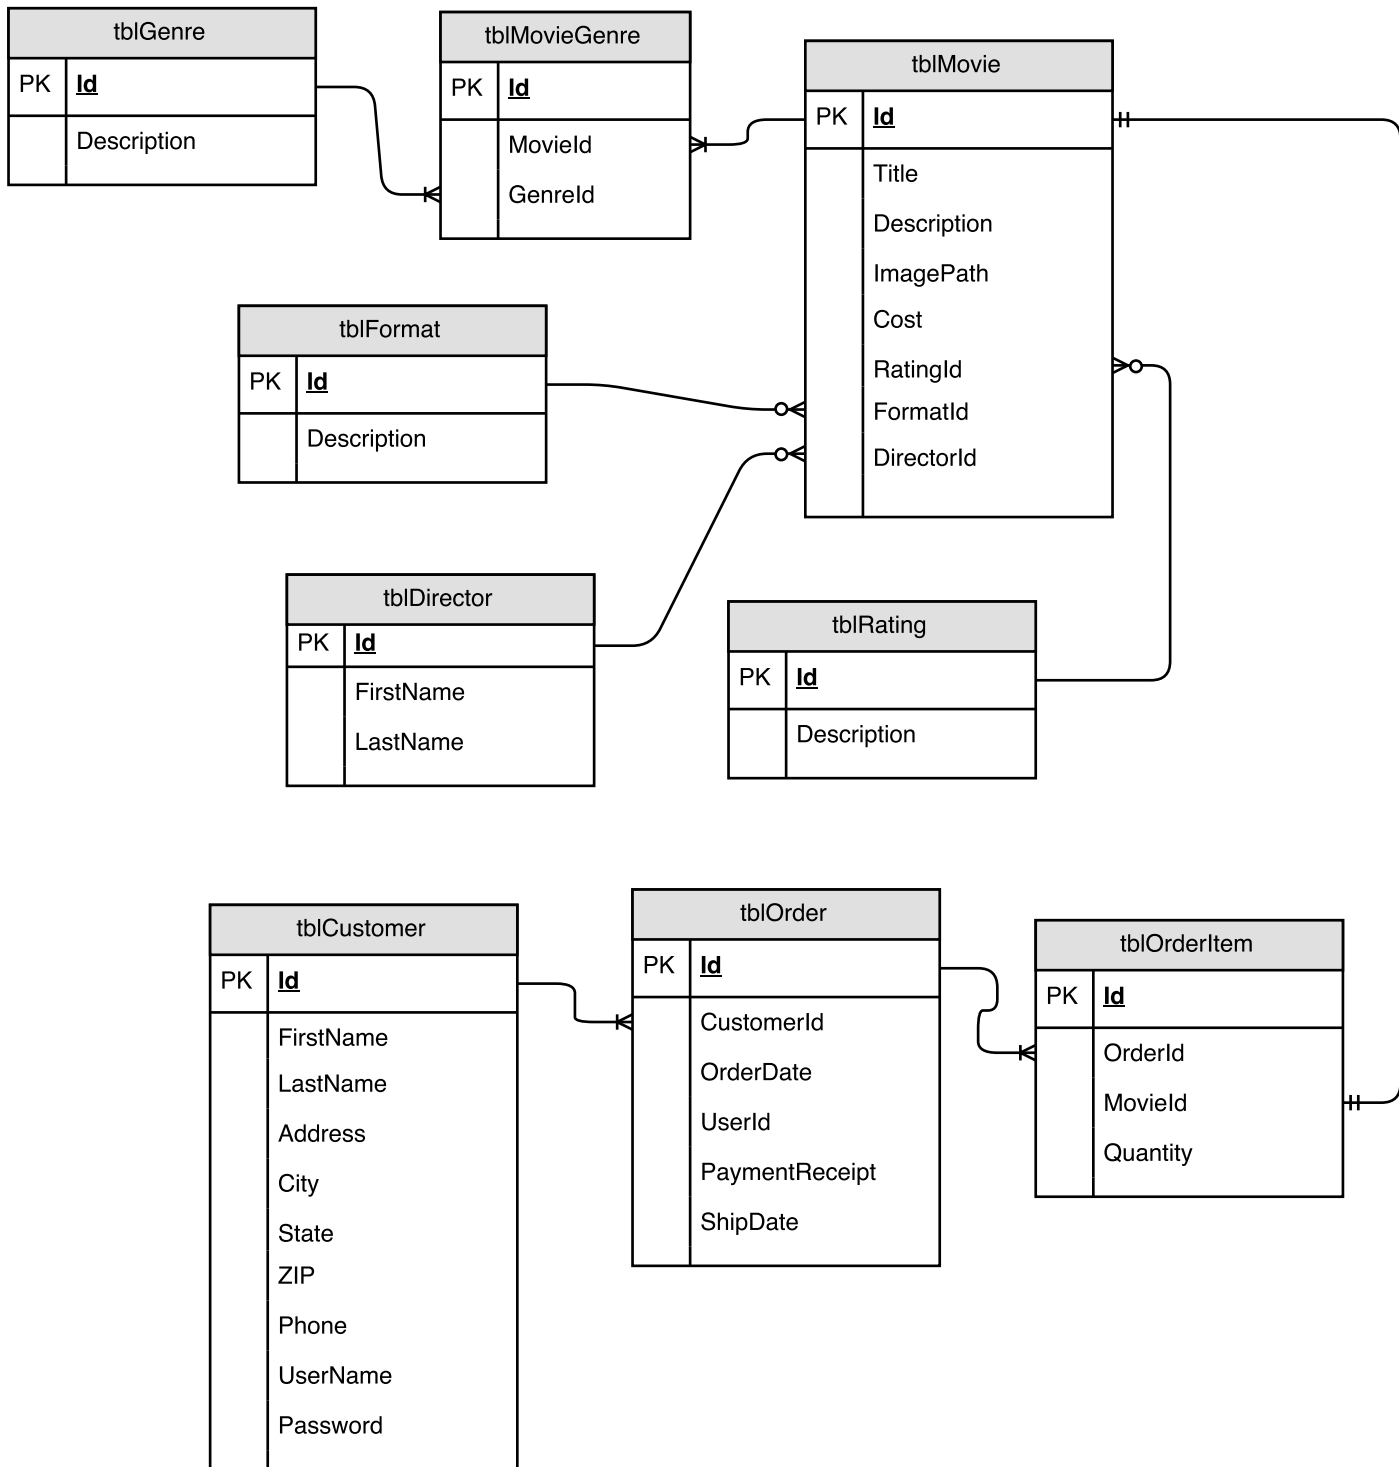 tblGenre
PK Id
Description
tblMovieGenre
PK Id
MovieId
GenreId
tblMovie
PK Id
Title
Description
ImagePath
Cost
RatingId
FormatId
DirectorId
tblFormat
PK Id
Description
tblDirector
PK Id
FirstName
LastName
tblRating
PK Id
Description
tblCustomer
PK Id
FirstName
LastName
Address
City
State
ZIP
Phone
UserName
Password
tblOrder
PK Id
CustomerId
OrderDate
UserId
PaymentReceipt
ShipDate
tblOrderItem
PK Id
OrderId
MovieId
Quantity